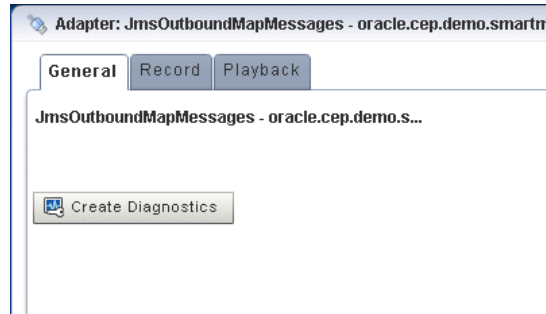 Adapter: JmsOutboundMapMessages - oracle.cep.demo.smartm
General Record Playback
JmsOutboundMapMessages - oracle.cep.demo.s...
Create Diagnostics